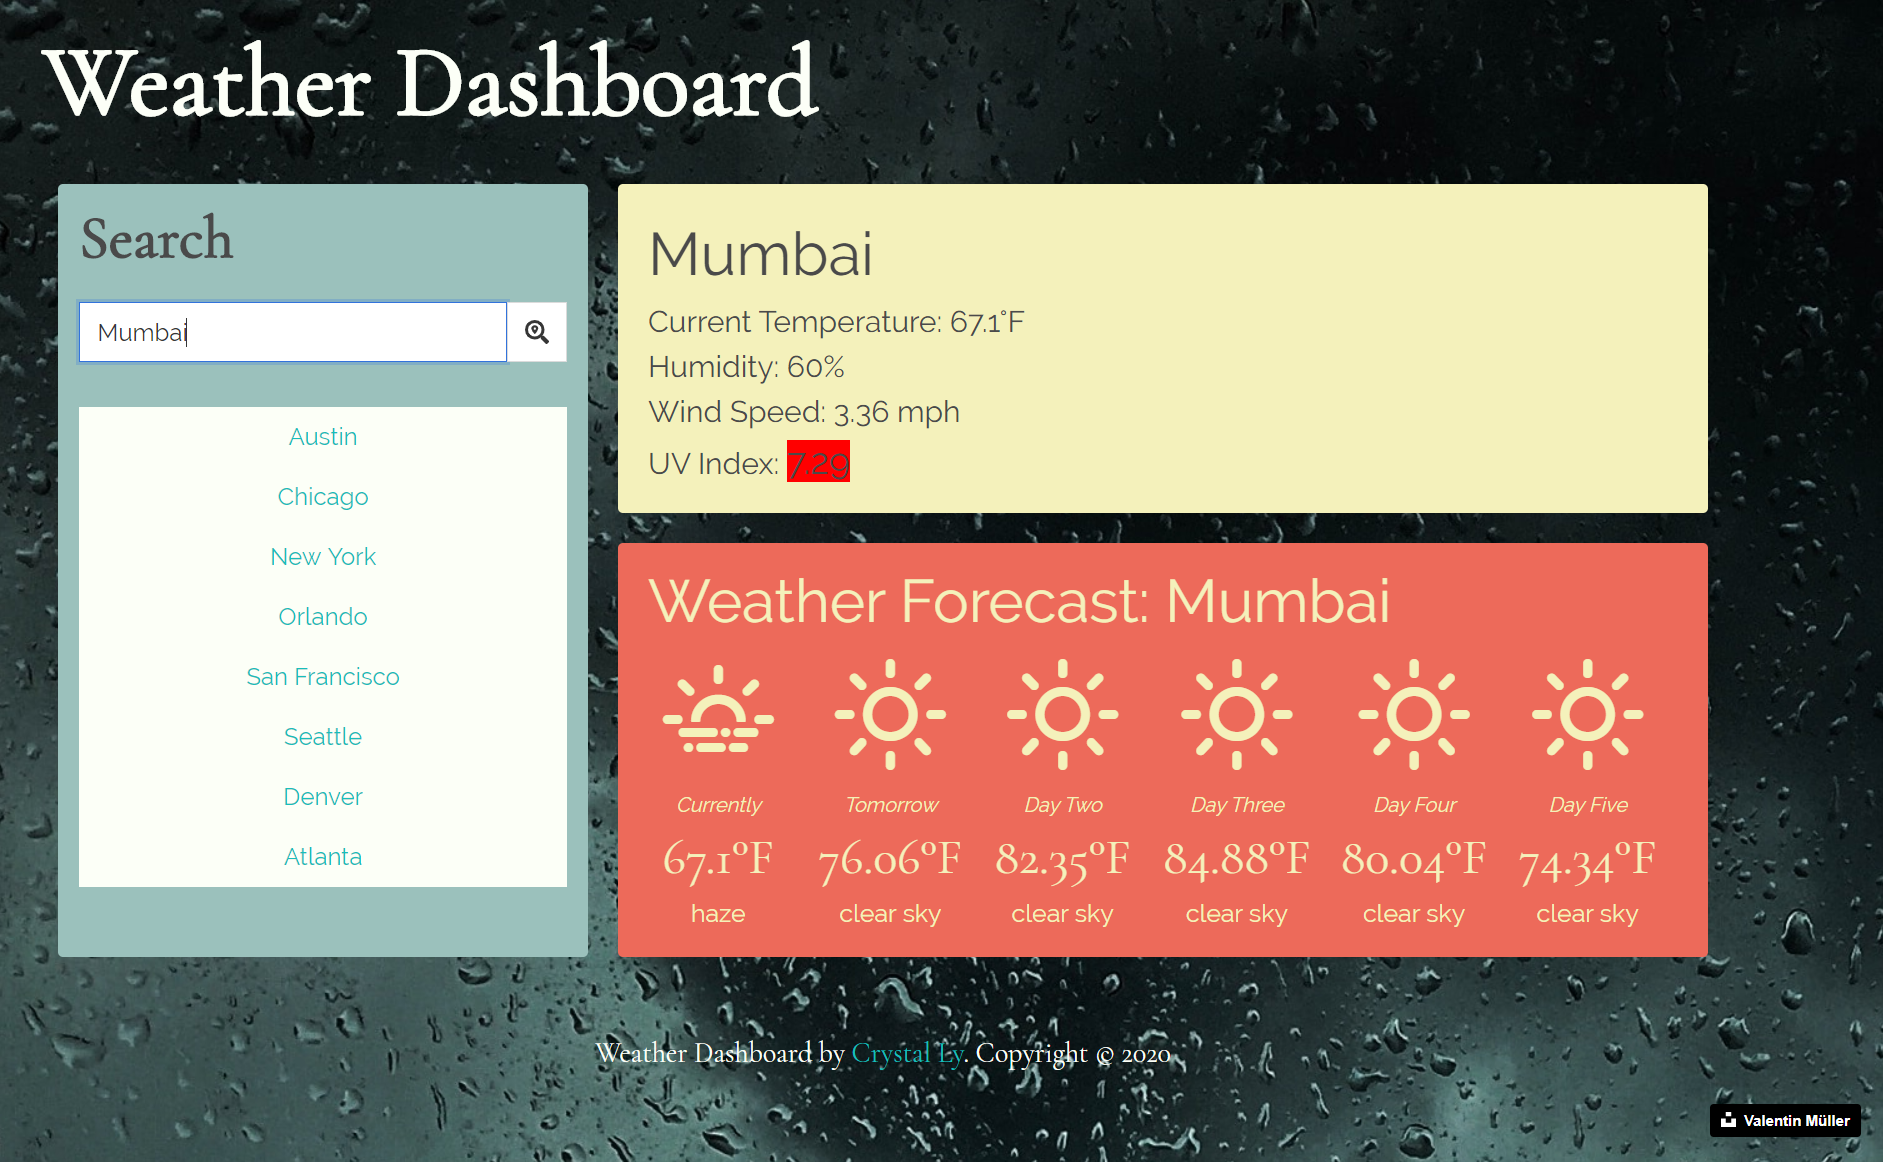 Weather Dashboard
Search
Mumbai
Austin
Chicago
New York
Orlando
San Francisco
Seattle
Denver
Atlanta
Mumbai
Current Temperature: 67.1°F
Humidity: 60%
Wind Speed: 3.36 mph
UV Index: 7.29
Weather Forecast: Mumbai
Currently Tomorrow Day Two Day Three Day Four Day Five
67.1°F 76.06°F 82.35°F 84.88°F 80.04°F 74.34°F
haze clear sky clear sky clear sky clear sky clear sky
Weather Dashboard by Crystal Ly. Copyright © 2020
Valentin Müller